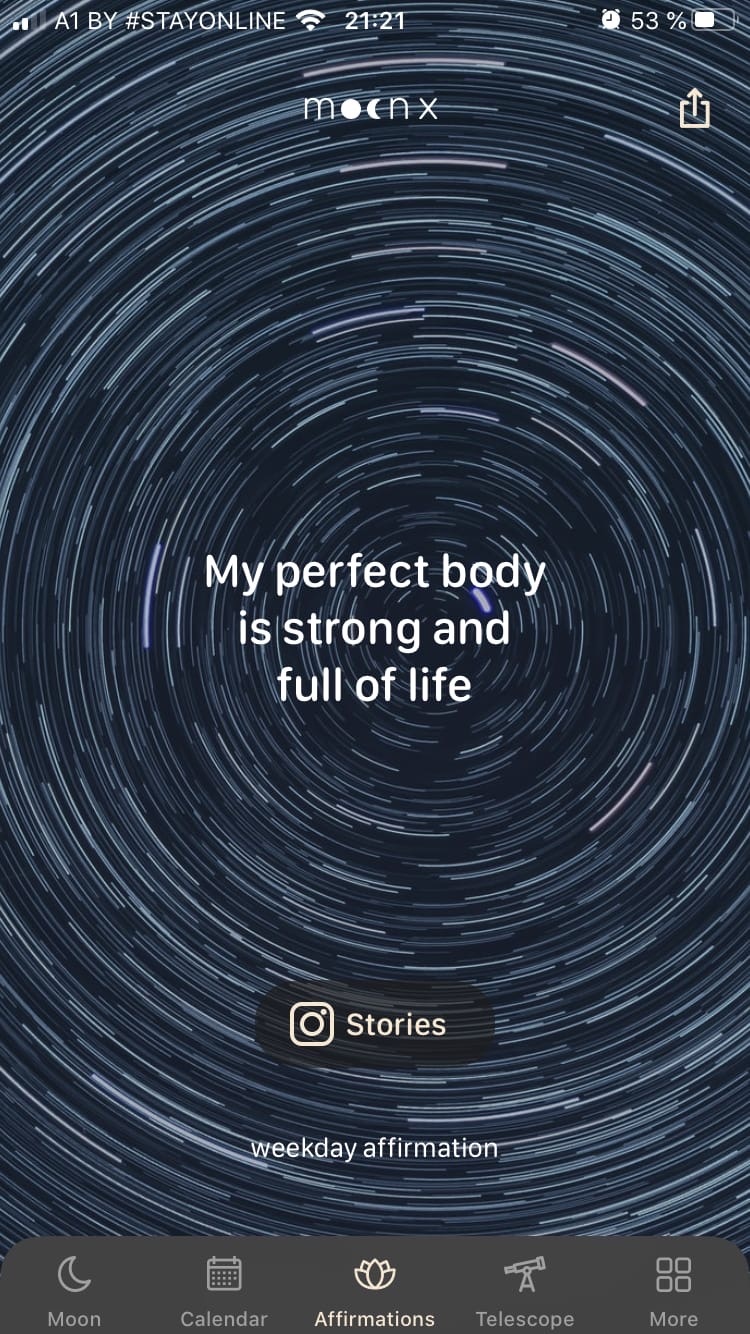 A1 BY #STAYONLINE 21:21 53 %
moon x
My perfect body
is strong and
full of life
Stories
weekday affirmation
Moon Calendar Affirmations Telescope More